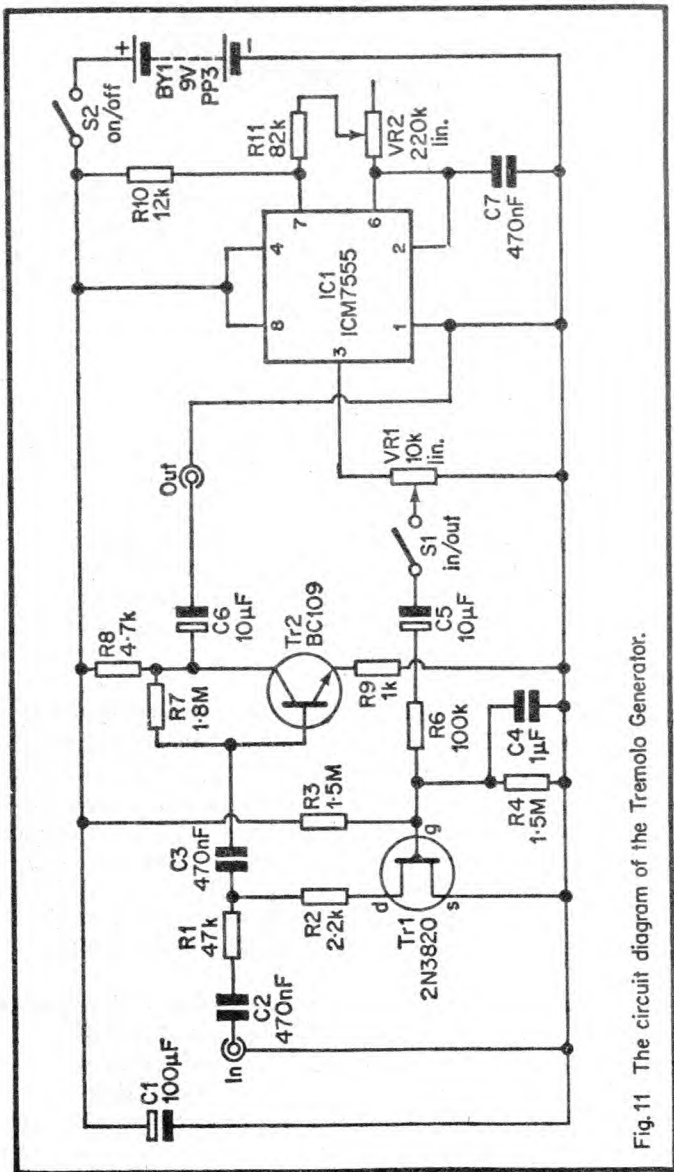 C1
100µF
In
C2
470nF
R1
47k
C3
470nF
R2
2·2k
d
g
s
Tr1
2N3820
R3
1·5M
R4
1·5M
C4
1µF
R6
100k
R7
1·8M
R8
4·7k
Tr2
BC109
R9
1k
C6
10µF
Out
C5
10µF
S1
in/out
VR1
10k
lin.
IC1
ICM7555
3
8
4
7
6
2
1
R10
12k
R11
82k
VR2
220k
lin.
C7
470nF
S2
on/off
+
BY1
9V
PP3
-
Fig. 11 The circuit diagram of the Tremolo Generator.